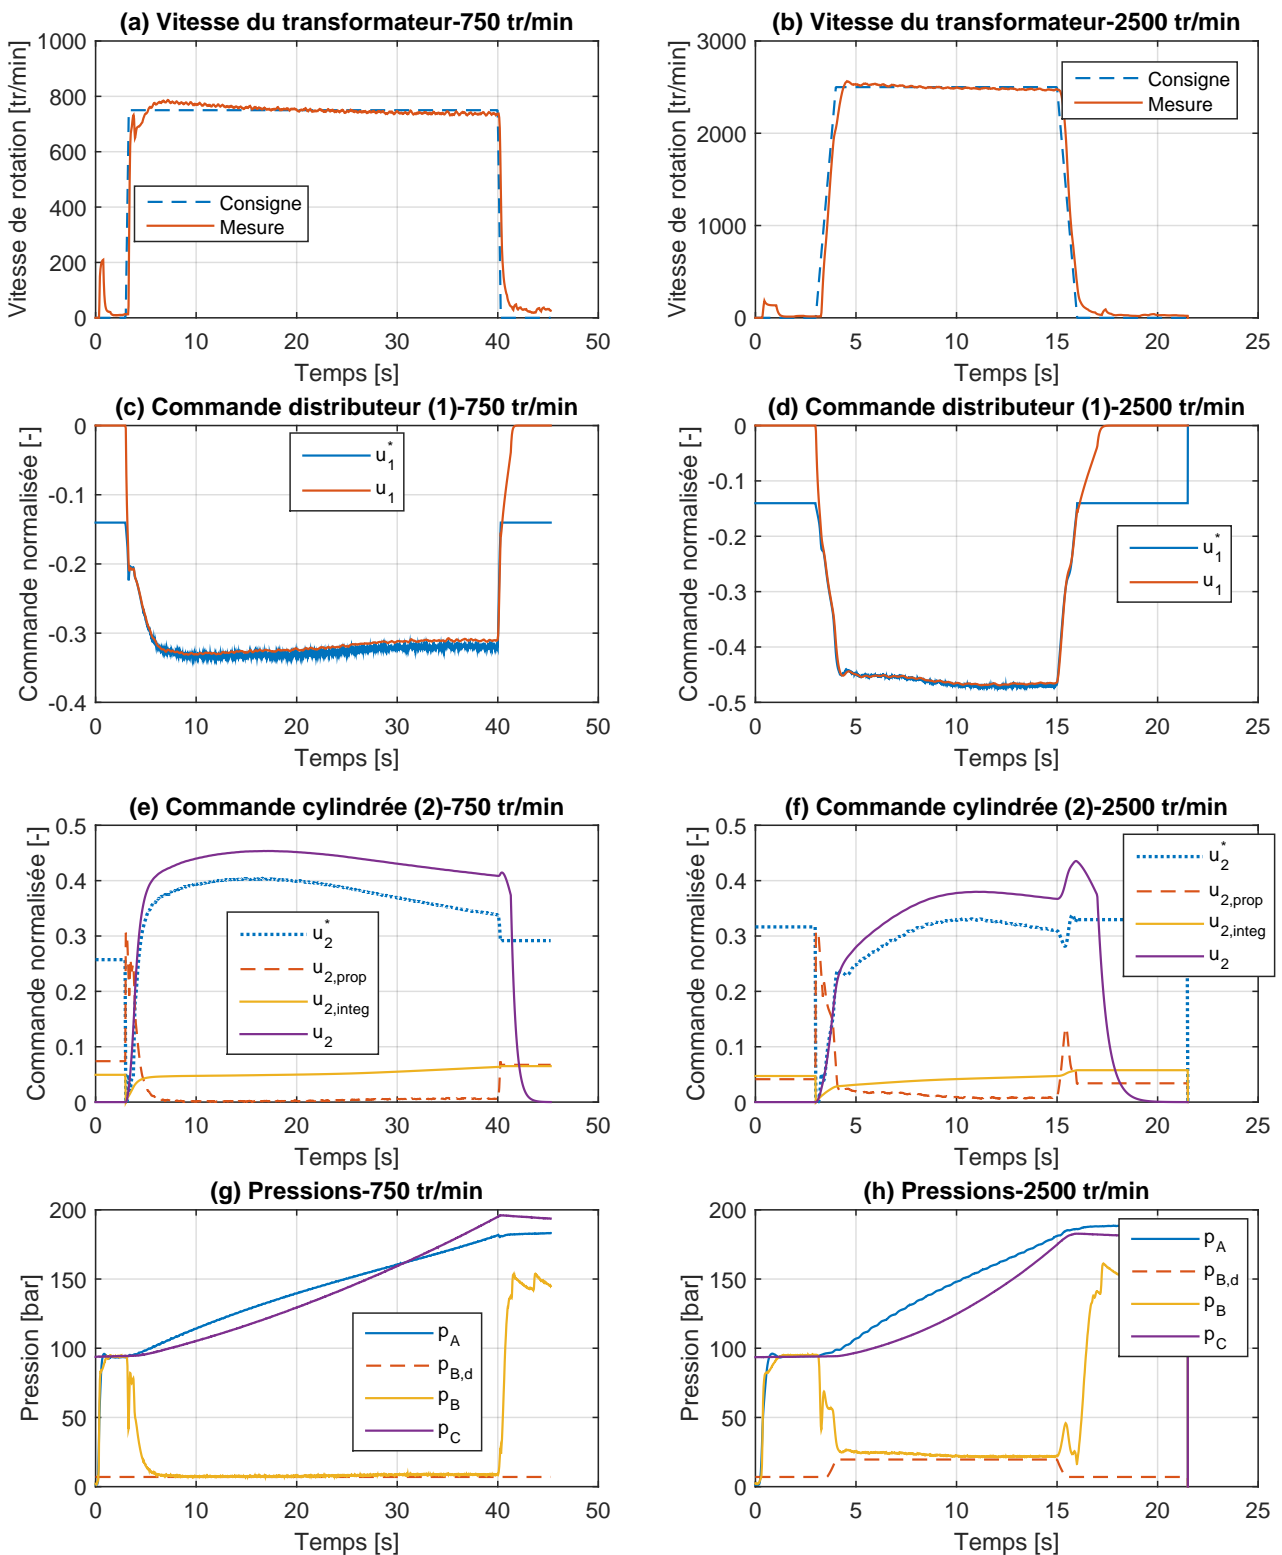 (a) Vitesse du transformateur-750 tr/min
Vitesse de rotation [tr/min]
1000
800
600
400
200
0
Consigne
Mesure
0 10 20 30 40 50
Temps [s]
(b) Vitesse du transformateur-2500 tr/min
Vitesse de rotation [tr/min]
3000
2000
1000
0
Consigne
Mesure
0 5 10 15 20 25
Temps [s]
(c) Commande distributeur (1)-750 tr/min
Commande normalisée [-]
0
-0.1
-0.2
-0.3
-0.4
u1*
u1
0 10 20 30 40 50
Temps [s]
(d) Commande distributeur (1)-2500 tr/min
Commande normalisée [-]
0
-0.1
-0.2
-0.3
-0.4
-0.5
u1*
u1
0 5 10 15 20 25
Temps [s]
(e) Commande cylindrée (2)-750 tr/min
Commande normalisée [-]
0.5
0.4
0.3
0.2
0.1
0
u2*
u2,prop
u2,integ
u2
0 10 20 30 40 50
Temps [s]
(f) Commande cylindrée (2)-2500 tr/min
Commande normalisée [-]
0.5
0.4
0.3
0.2
0.1
0
u2*
u2,prop
u2,integ
u2
0 5 10 15 20 25
Temps [s]
(g) Pressions-750 tr/min
Pression [bar]
200
150
100
50
0
pA
pB,d
pB
pC
0 10 20 30 40 50
Temps [s]
(h) Pressions-2500 tr/min
Pression [bar]
200
150
100
50
0
pA
pB,d
pB
pC
0 5 10 15 20 25
Temps [s]